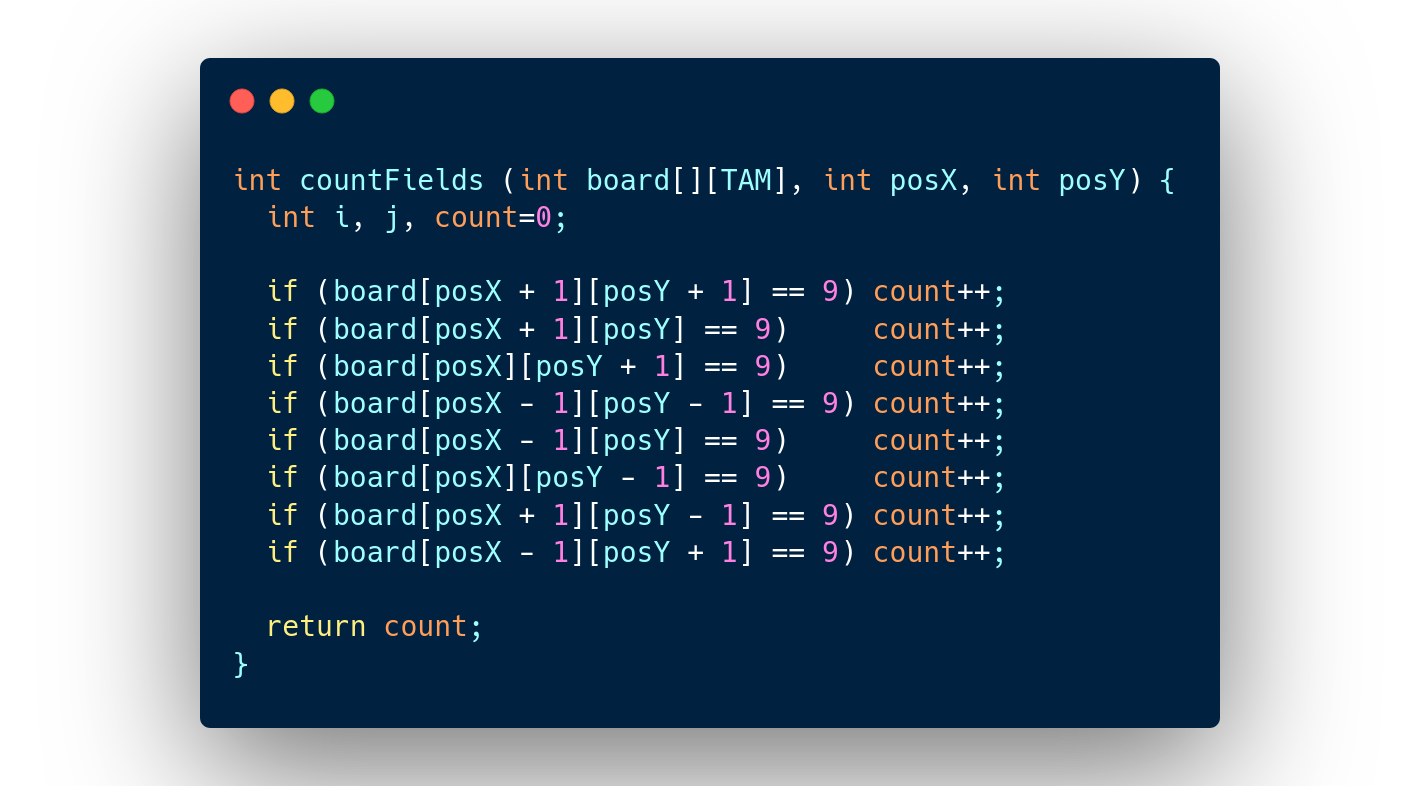 int countFields (int board[][TAM], int posX, int posY) {
  int i, j, count=0;

  if (board[posX + 1][posY + 1] == 9) count++;
  if (board[posX + 1][posY] == 9)     count++;
  if (board[posX][posY + 1] == 9)     count++;
  if (board[posX - 1][posY - 1] == 9) count++;
  if (board[posX - 1][posY] == 9)     count++;
  if (board[posX][posY - 1] == 9)     count++;
  if (board[posX + 1][posY - 1] == 9) count++;
  if (board[posX - 1][posY + 1] == 9) count++;

  return count;
}